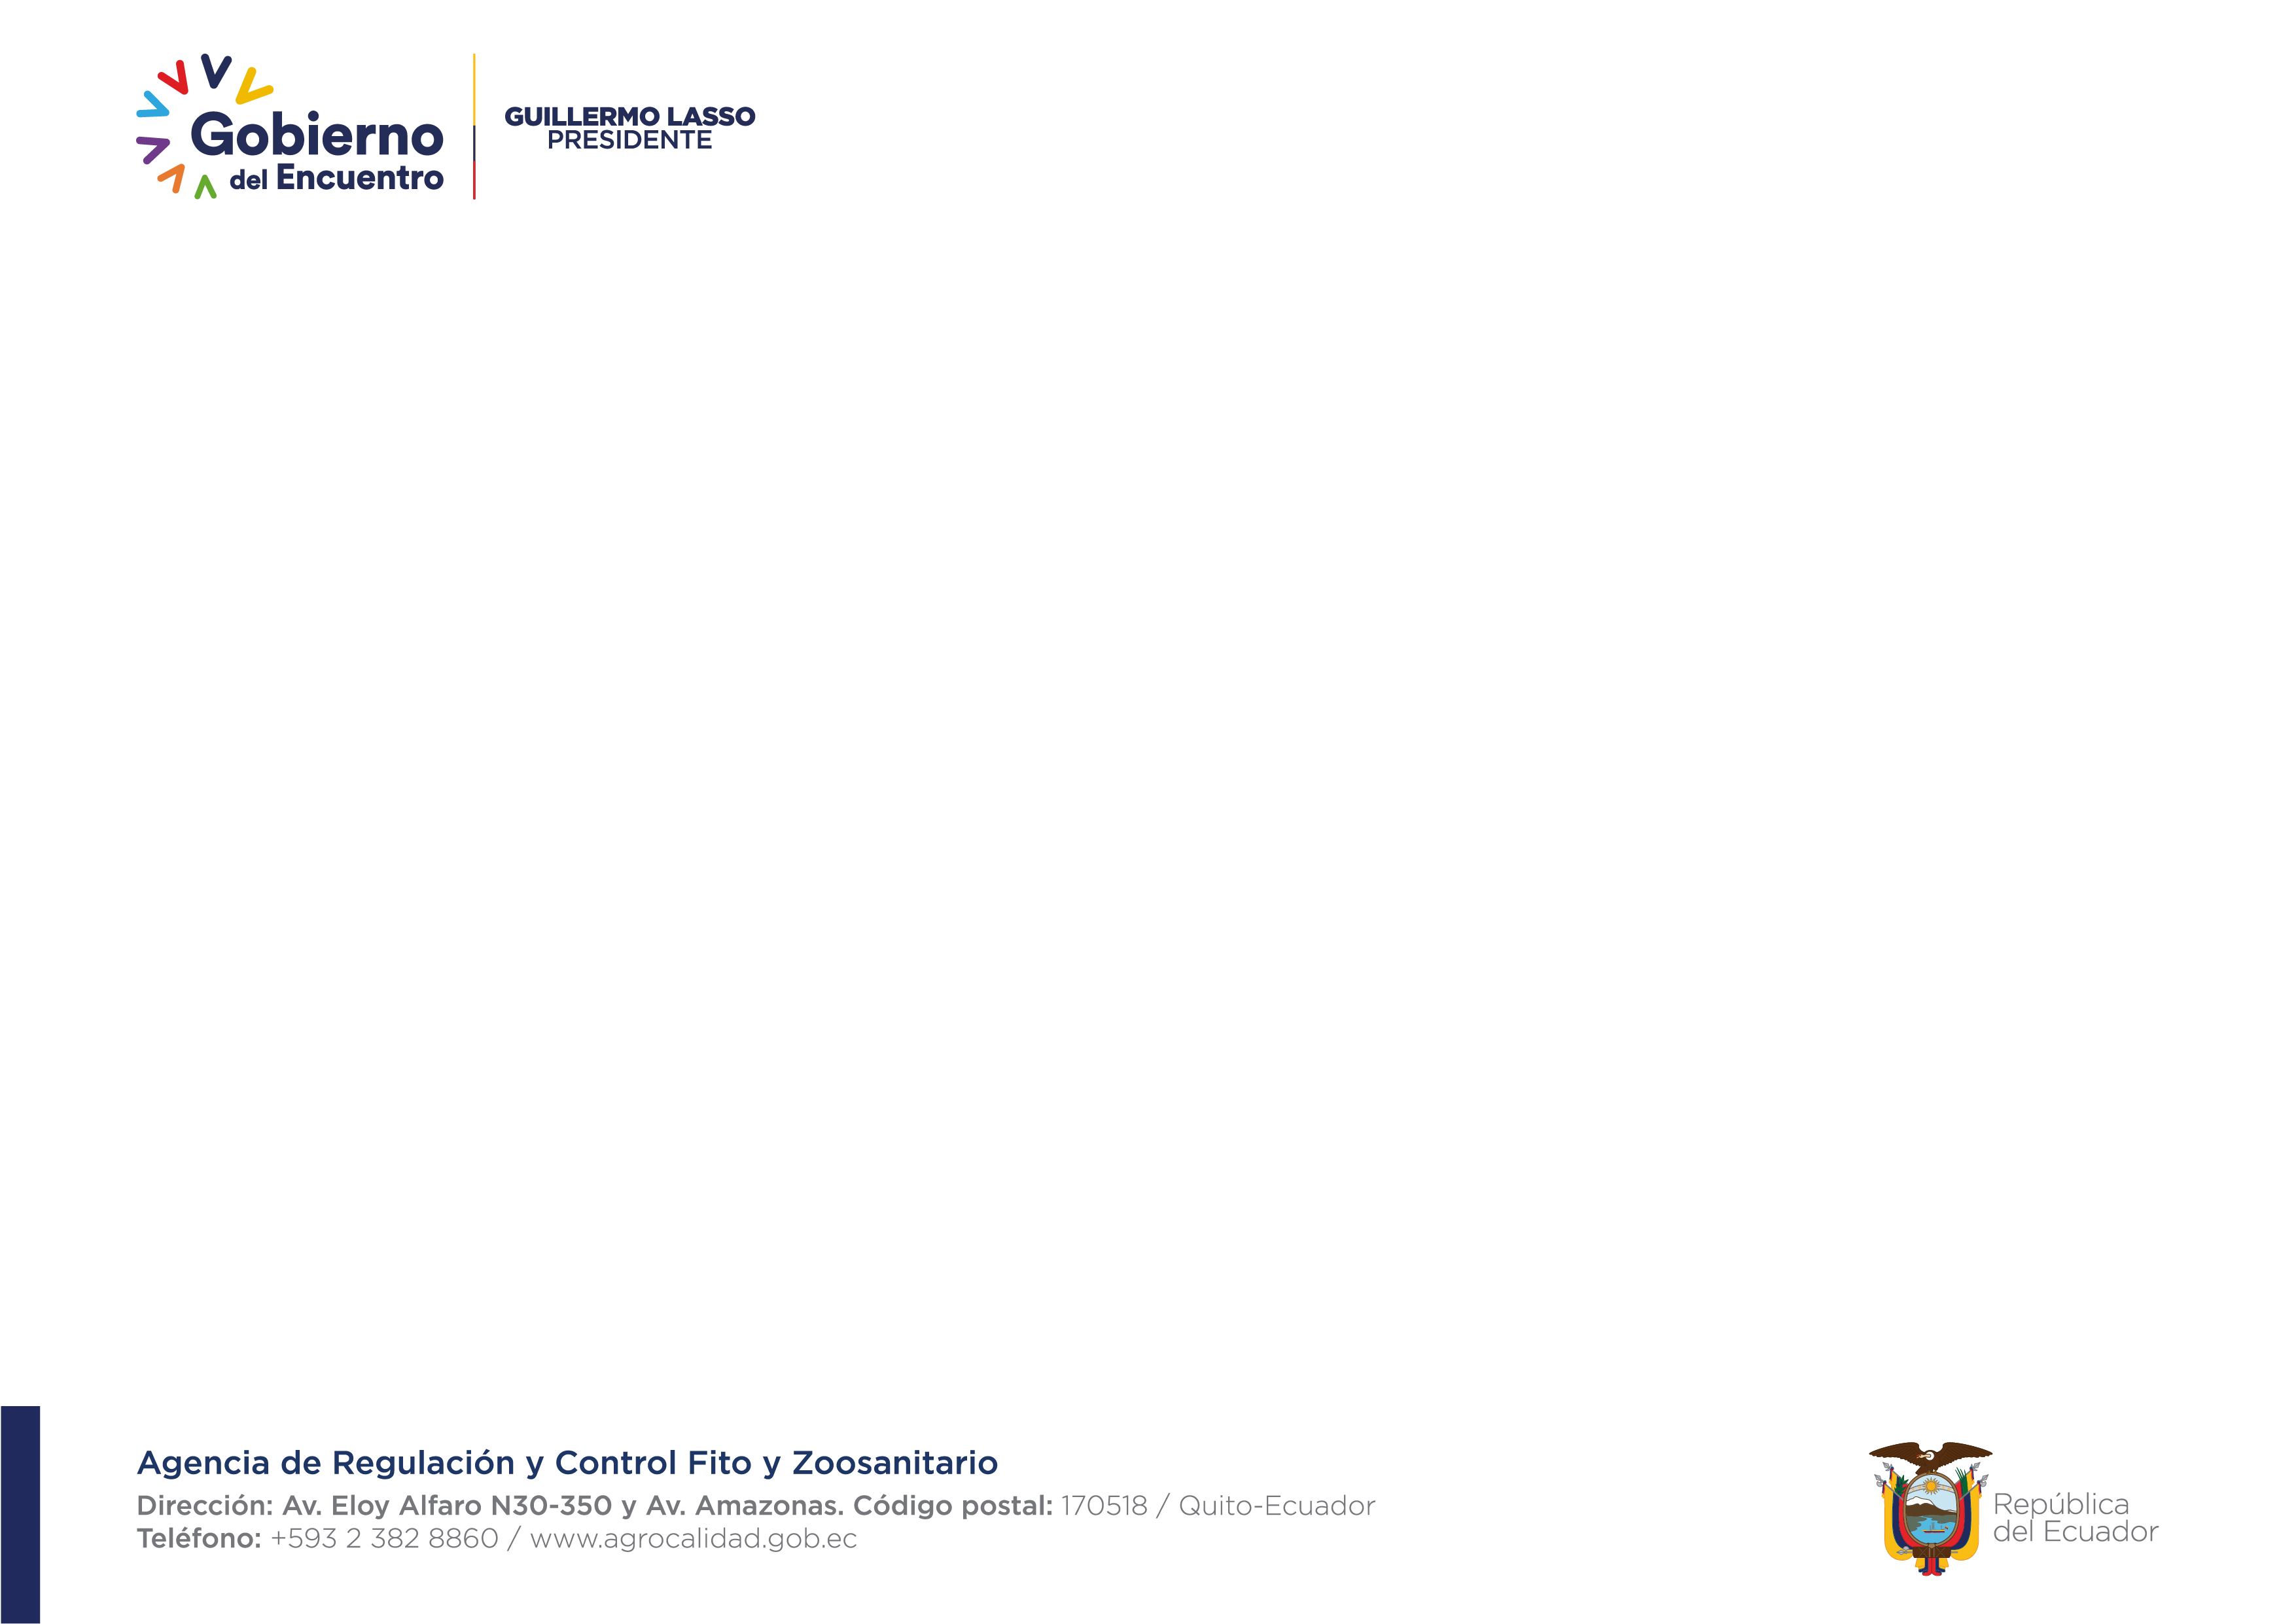 Gobierno
del Encuentro
GUILLERMO LASSO
PRESIDENTE
Agencia de Regulación y Control Fito y Zoosanitario
Dirección: Av. Eloy Alfaro N30-350 y Av. Amazonas. Código postal: 170518 / Quito-Ecuador
Teléfono: +593 2 382 8860 / www.agrocalidad.gob.ec
República
del Ecuador